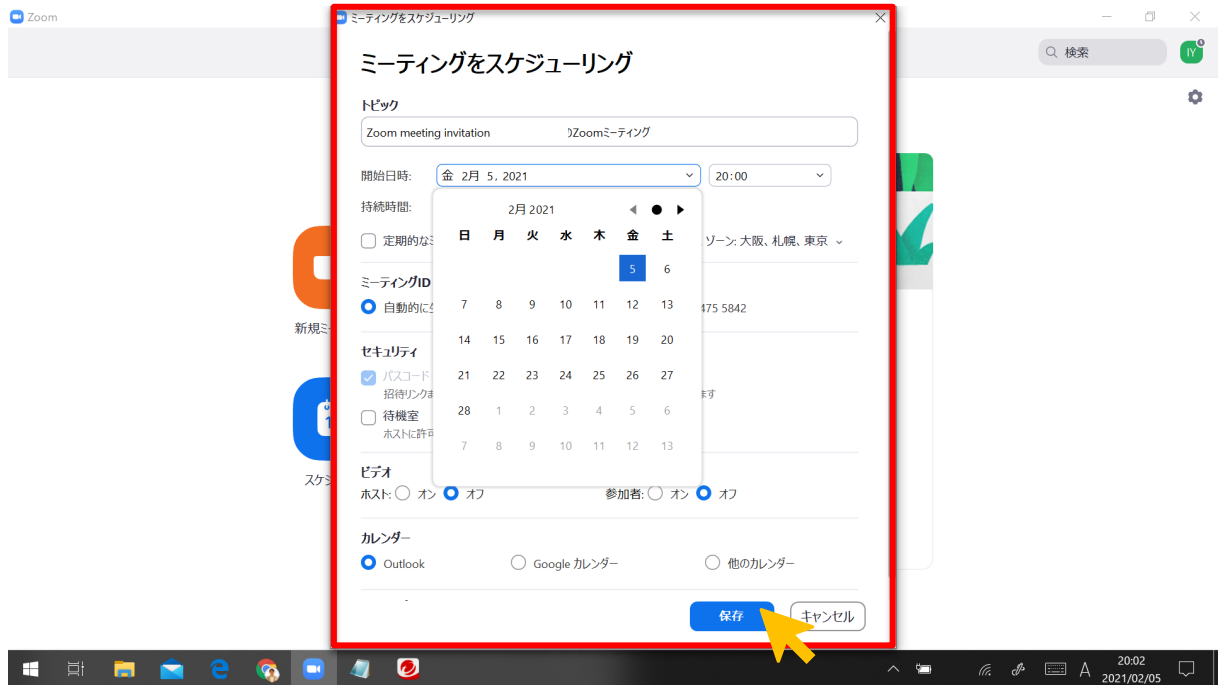 Zoom
ミーティングをスケジューリング
検索
IY
ミーティングをスケジューリング
トピック
Zoom meeting invitation Zoomミーティング
開始日時: 金 2月 5, 2021 20:00
持続時間:
2月 2021
日 月 火 水 木 金 土
定期的な ゾーン: 大阪、札幌、東京
5 6
ミーティングID
7 8 9 10 11 12 13
自動的に 475 5842
新規ミ
14 15 16 17 18 19 20
セキュリティ
21 22 23 24 25 26 27
パスコード
招待リンクま ます
28 1 2 3 4 5 6
待機室
ホストに許可
7 8 9 10 11 12 13
ビデオ
スケジ
ホスト: オン オフ 参加者: オン オフ
カレンダー
Outlook Google カレンダー 他のカレンダー
保存 キャンセル
A
20:02
2021/02/05